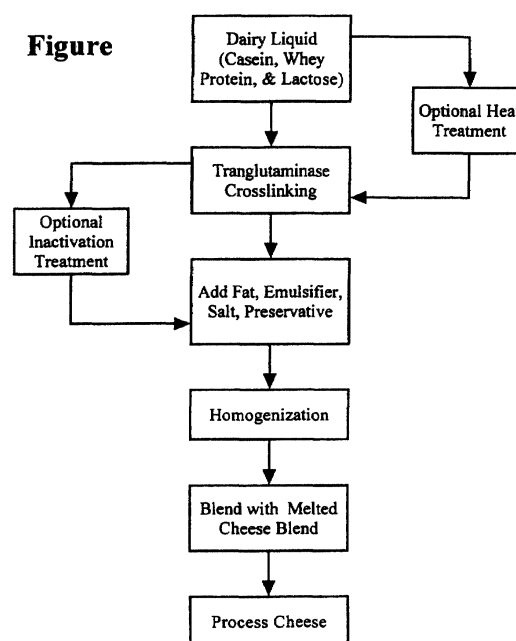 Figure
Dairy Liquid
(Casein, Whey
Protein, & Lactose)
Optional Hea
Treatment
Tranglutaminase
Crosslinking
Optional
Inactivation
Treatment
Add Fat, Emulsifier,
Salt, Preservative
Homogenization
Blend with Melted
Cheese Blend
Process Cheese